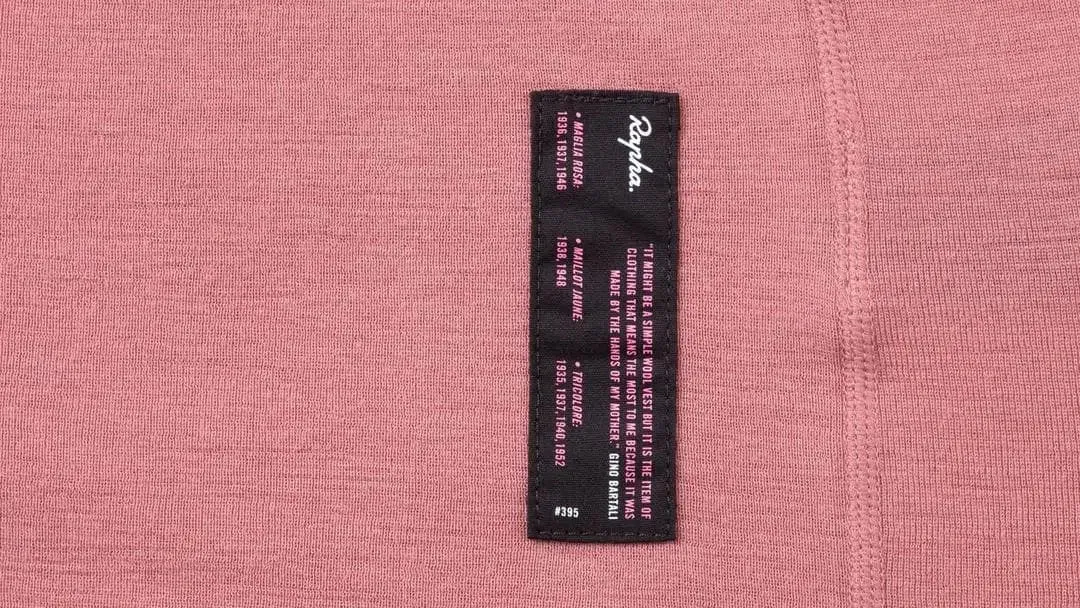 Rapha.
"IT MIGHT BE A SIMPLE WOOL VEST BUT IT IS THE ITEM OF
CLOTHING THAT MEANS THE MOST TO ME BECAUSE IT WAS
MADE BY THE HANDS OF MY MOTHER." GINO BARTALI
• MAGLIA ROSA:
1936, 1937, 1946
• MAILLOT JAUNE:
1938, 1948
• TRICOLORE:
1935, 1937, 1940, 1952
#395